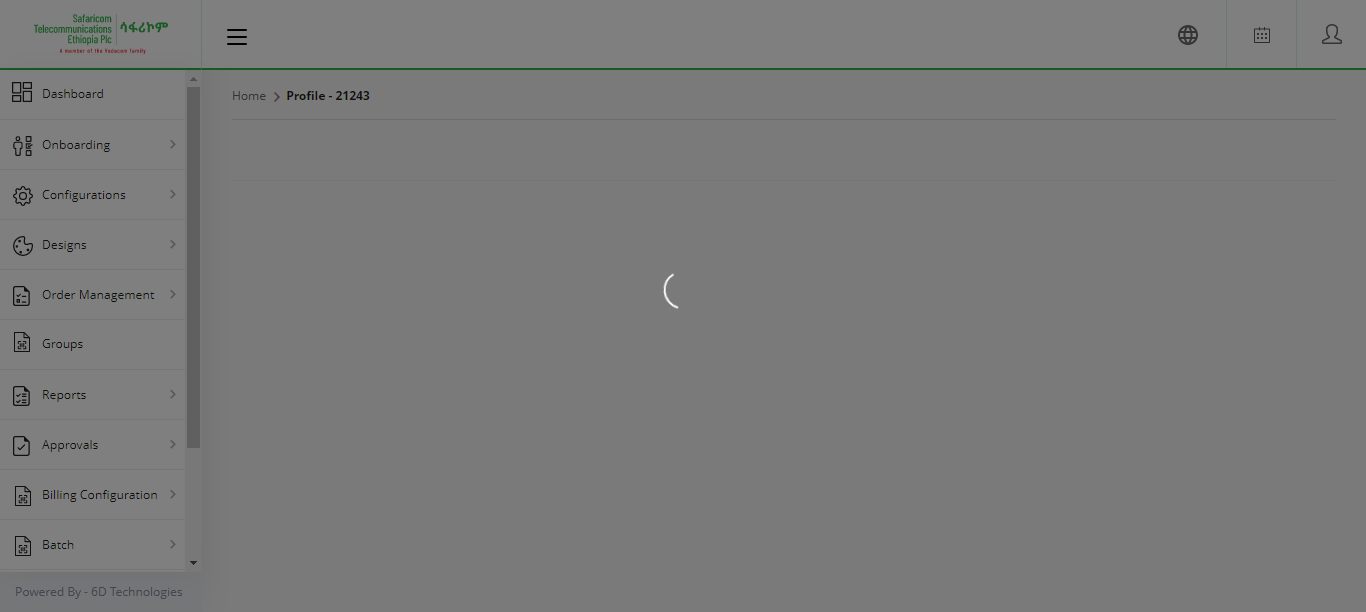 Safaricom
Telecommunications
Ethiopia Plc
ሳፋሪኮም
A member of the Vodacom family
Home > Profile - 21243
Dashboard
Onboarding
Configurations
Designs
Order Management
Groups
Reports
Approvals
Billing Configuration
Batch
Powered By - 6D Technologies